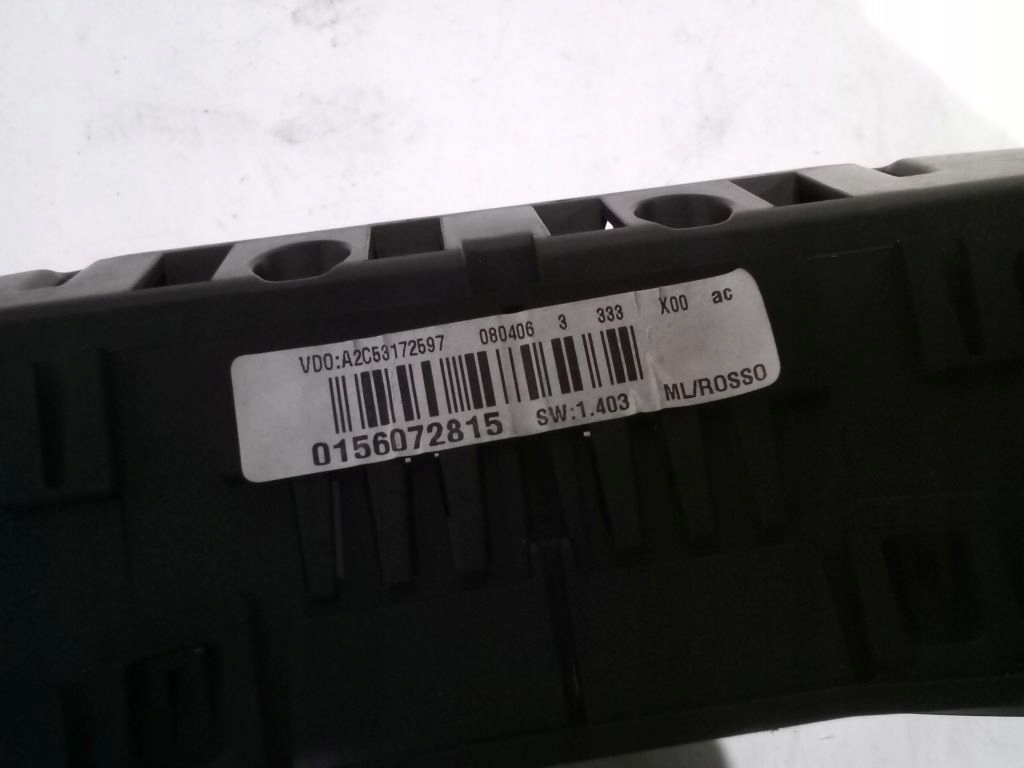 VDO:A2C53172597 080406 3 333 X00 ac
0156072815 SW:1.403 ML/ROSSO